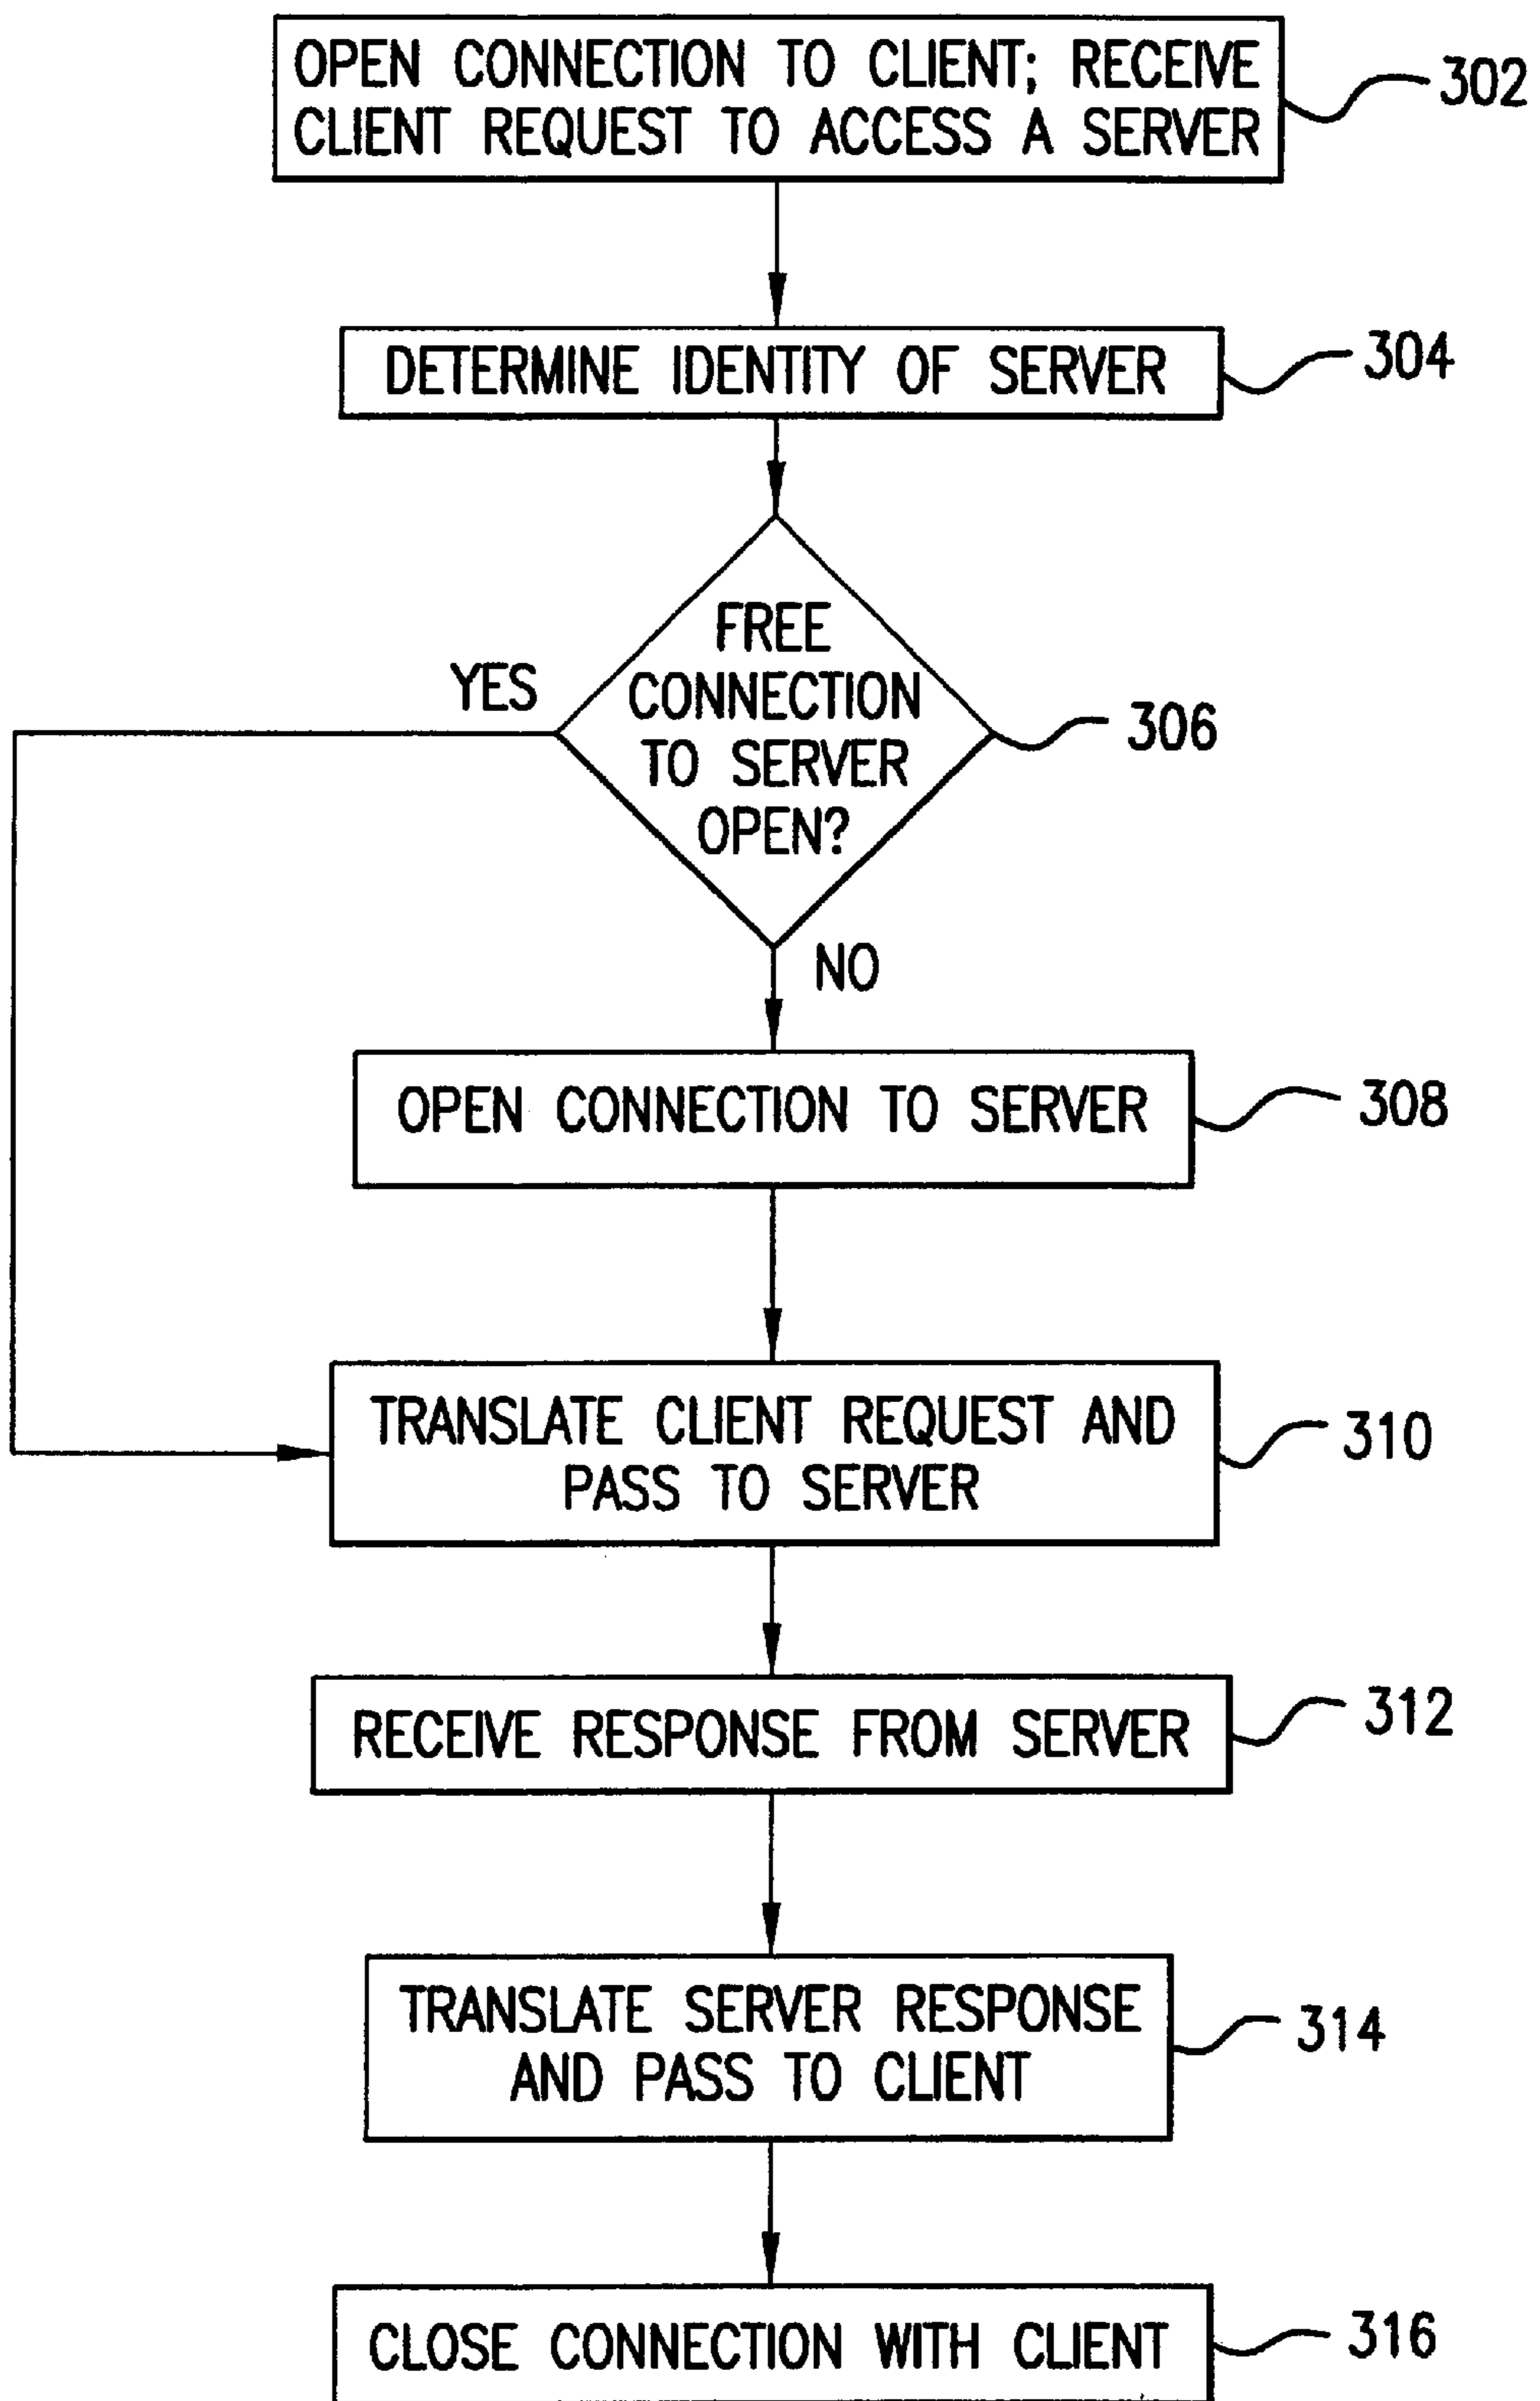 OPEN CONNECTION TO CLIENT; RECEIVE
CLIENT REQUEST TO ACCESS A SERVER
302
DETERMINE IDENTITY OF SERVER
304
FREE
CONNECTION
TO SERVER
OPEN?
YES
306
NO
OPEN CONNECTION TO SERVER
308
TRANSLATE CLIENT REQUEST AND
PASS TO SERVER
310
RECEIVE RESPONSE FROM SERVER
312
TRANSLATE SERVER RESPONSE
AND PASS TO CLIENT
314
CLOSE CONNECTION WITH CLIENT
316